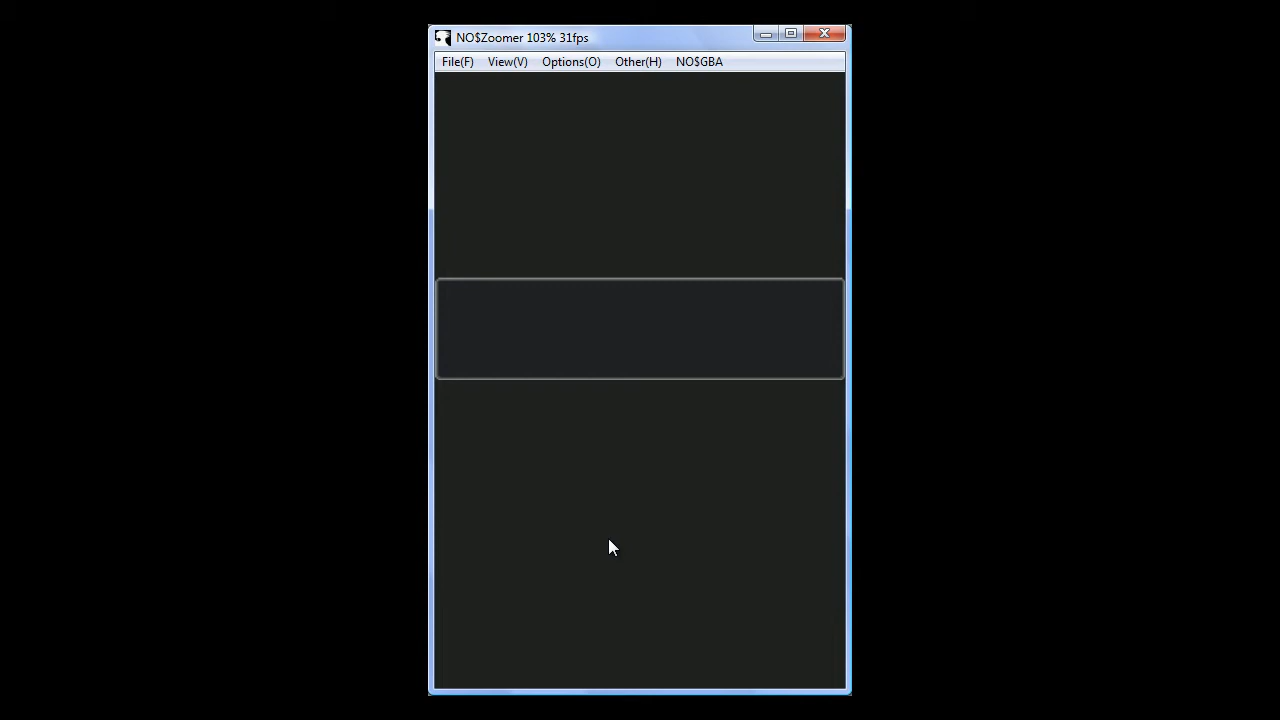 NO$Zoomer 103% 31fps
File(F) View(V) Options(O) Other(H) NO$GBA